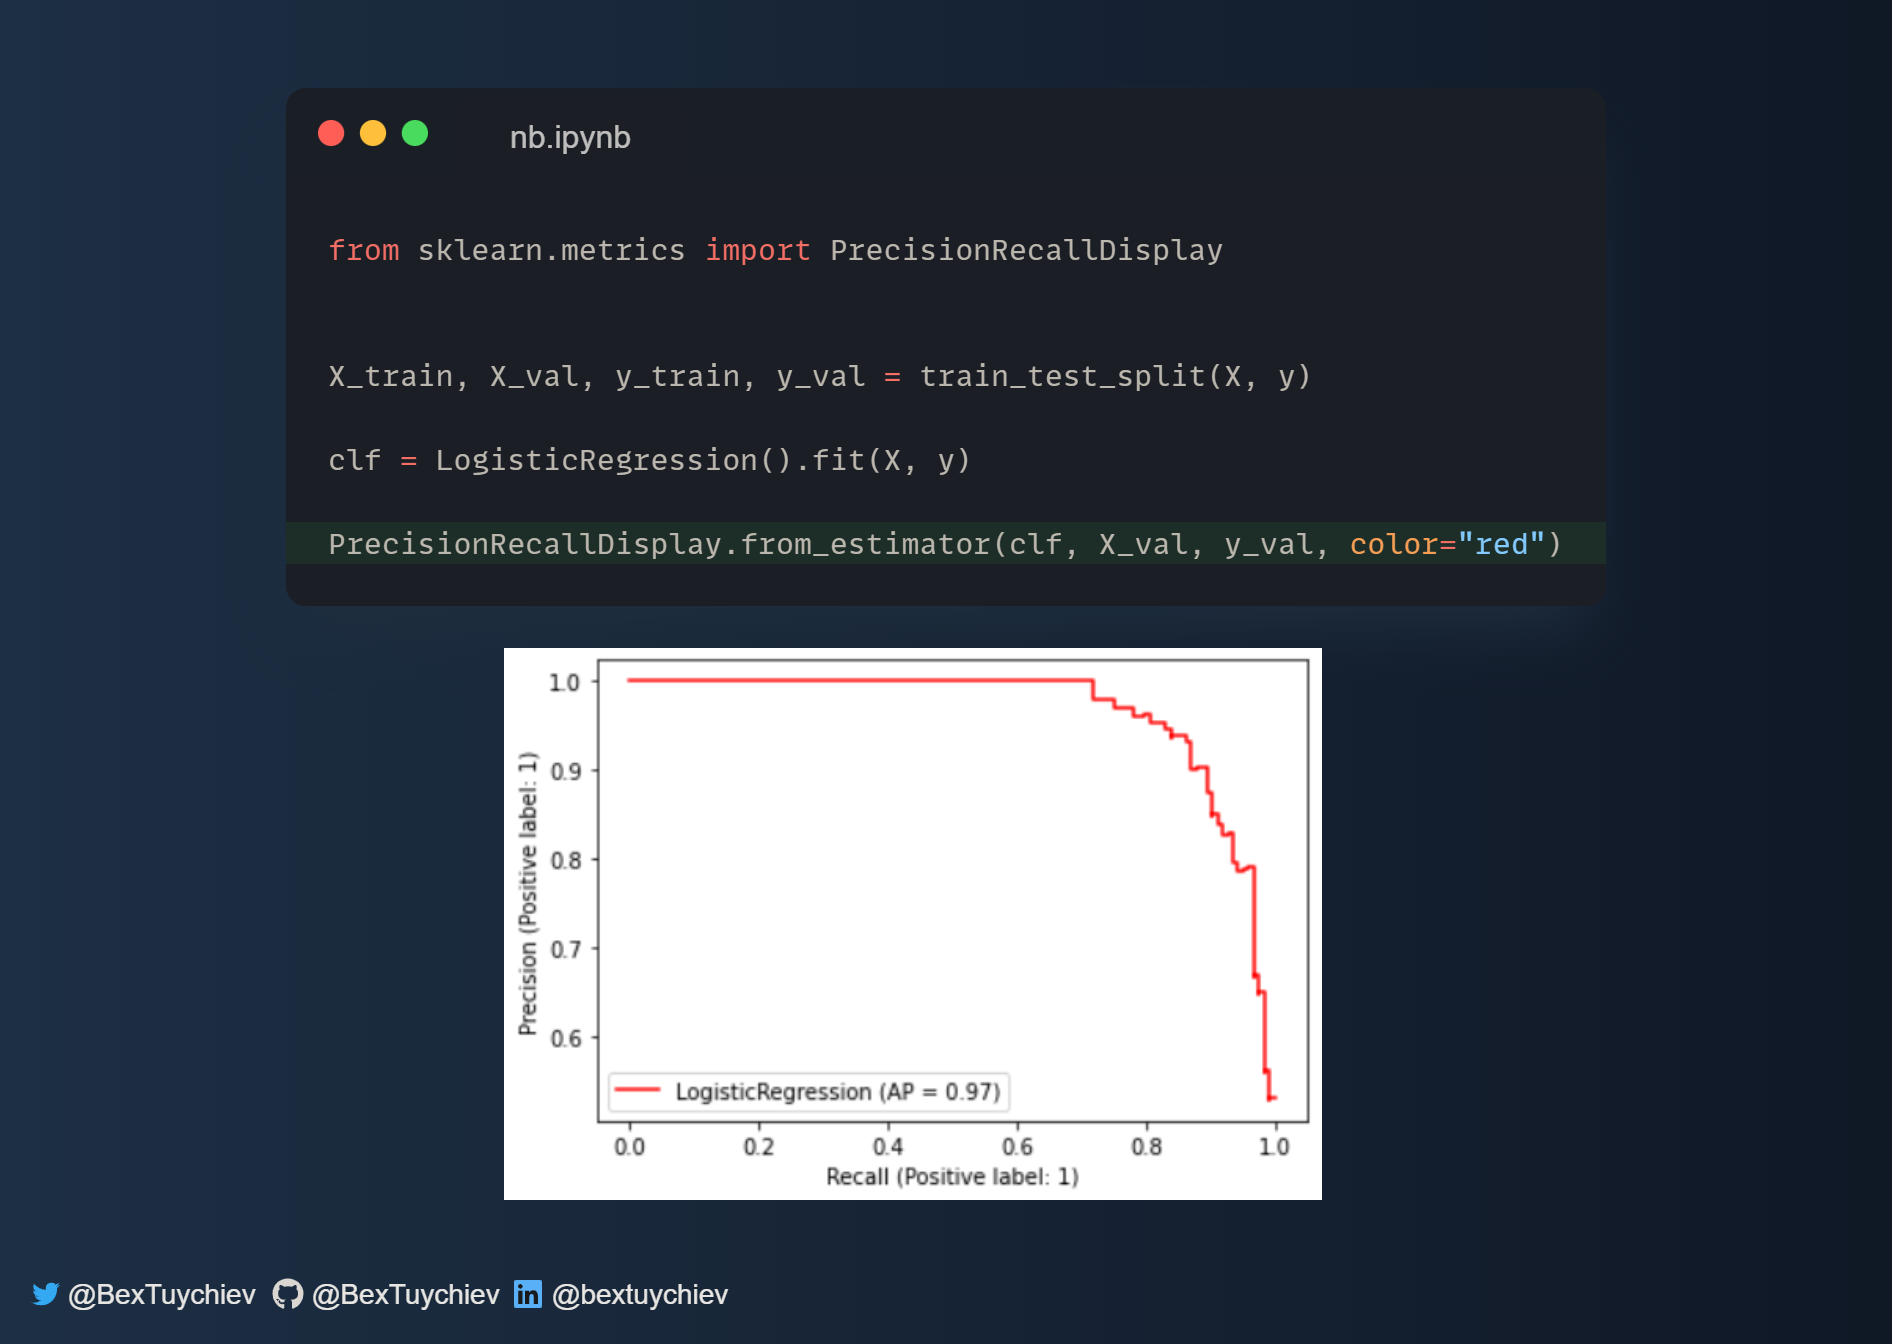 nb.ipynb
from sklearn.metrics import PrecisionRecallDisplay
X_train, X_val, y_train, y_val = train_test_split(X, y)
clf = LogisticRegression().fit(X, y)
PrecisionRecallDisplay.from_estimator(clf, X_val, y_val, color="red")
1.0
0.9
0.8
0.7
0.6
Precision (Positive label: 1)
LogisticRegression (AP = 0.97)
0.0 0.2 0.4 0.6 0.8 1.0
Recall (Positive label: 1)
@BexTuychiev @BexTuychiev in @bextuychiev